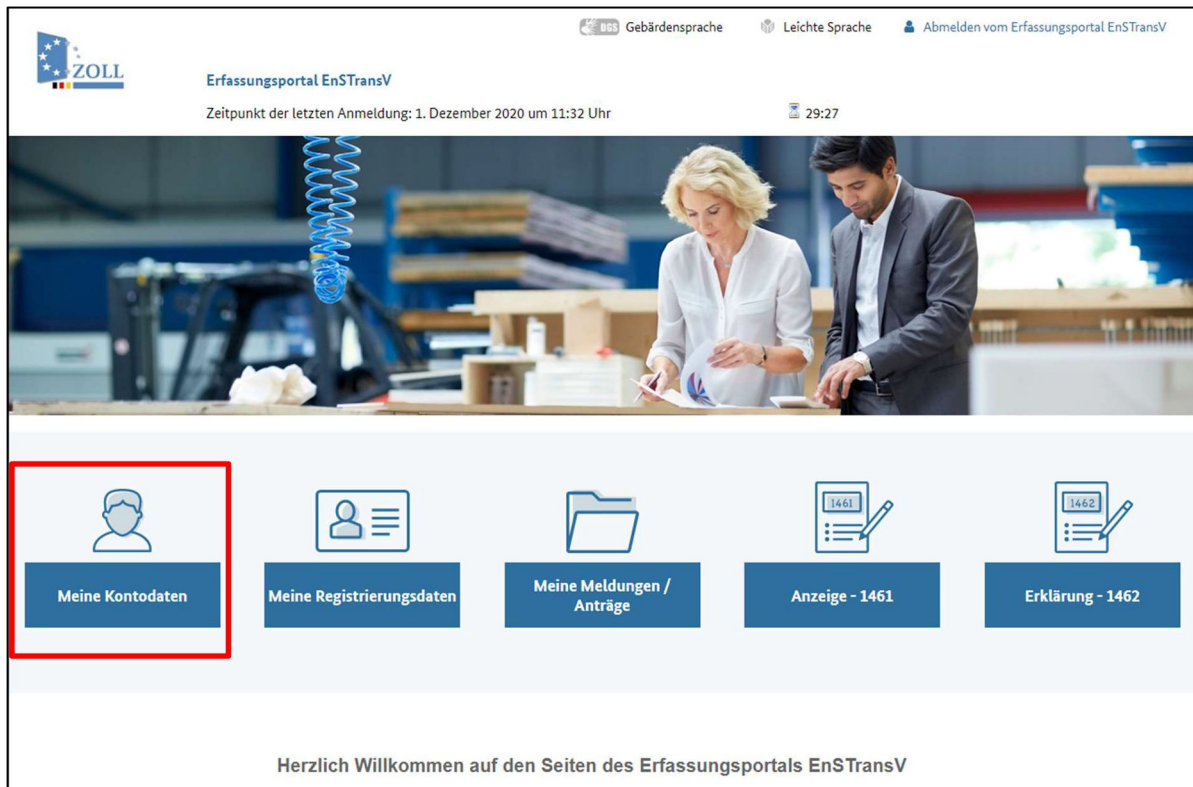 DGS Gebärdensprache Leichte Sprache Abmelden vom Erfassungsportal EnSTransV
ZOLL
Erfassungsportal EnSTransV
Zeitpunkt der letzten Anmeldung: 1. Dezember 2020 um 11:32 Uhr 29:27
1461 1462
Meine Kontodaten Meine Registrierungsdaten Meine Meldungen / Anzeige - 1461 Erklärung - 1462
Anträge
Herzlich Willkommen auf den Seiten des Erfassungsportals EnSTransV